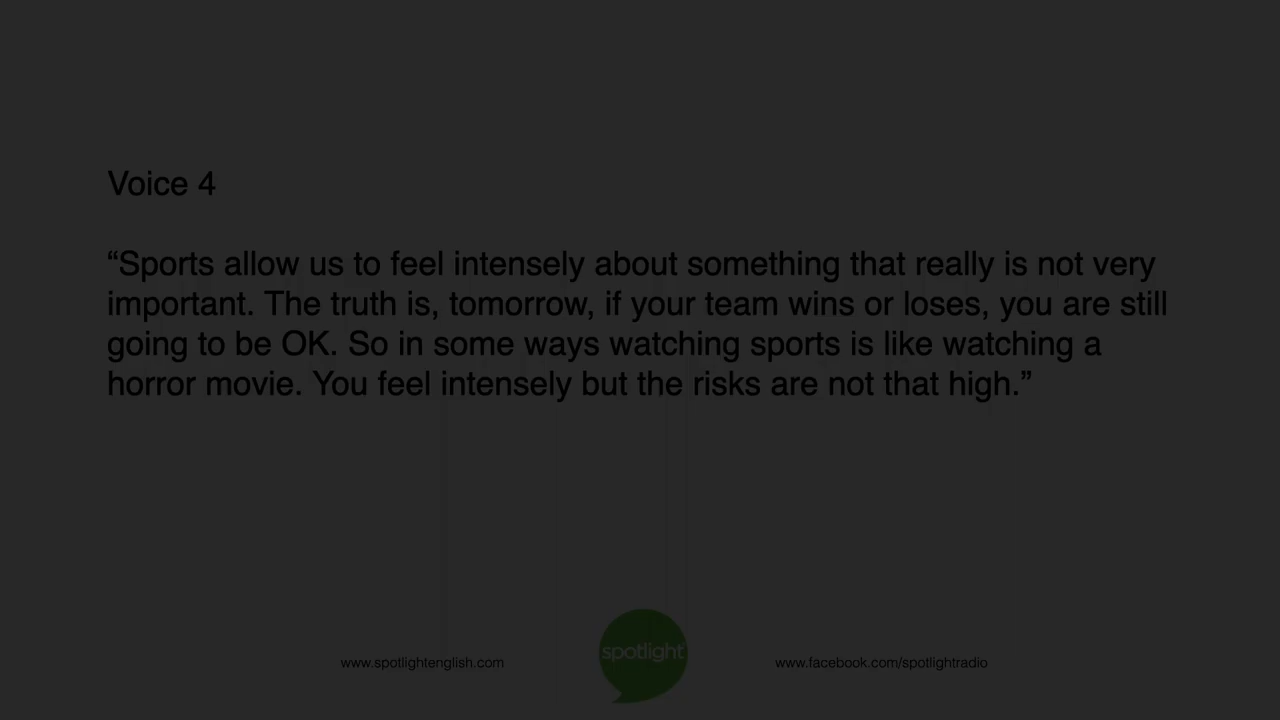 Voice 4
“Sports allow us to feel intensely about something that really is not very
important. The truth is, tomorrow, if your team wins or loses, you are still
going to be OK. So in some ways watching sports is like watching a
horror movie. You feel intensely but the risks are not that high.”
www.spotlightenglish.com
spotlight
www.facebook.com/spotlightradio